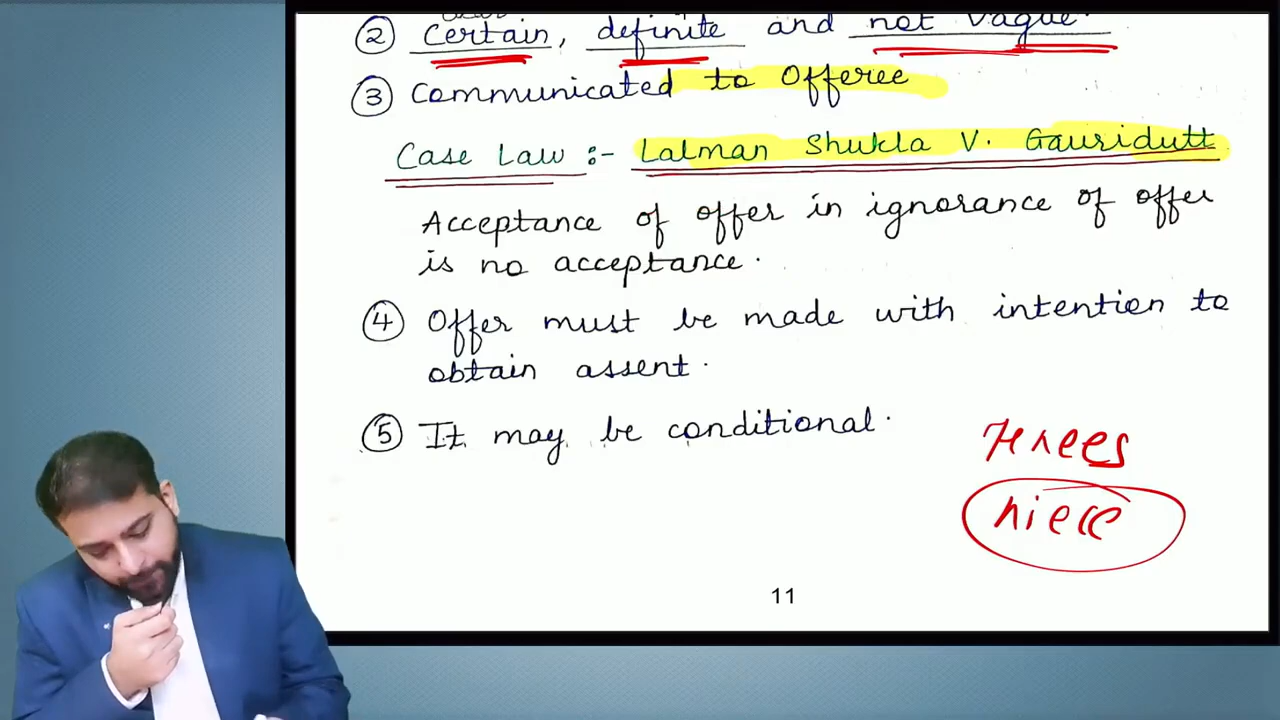 ② Certain, definite and not vague.
③ Communicated to Offeree
Case Law :- Lalman Shukla V. Gauridutt
Acceptance of offer in ignorance of offer
is no acceptance.
④ Offer must be made with intention to
obtain assent.
⑤ It may be conditional.
niece
11